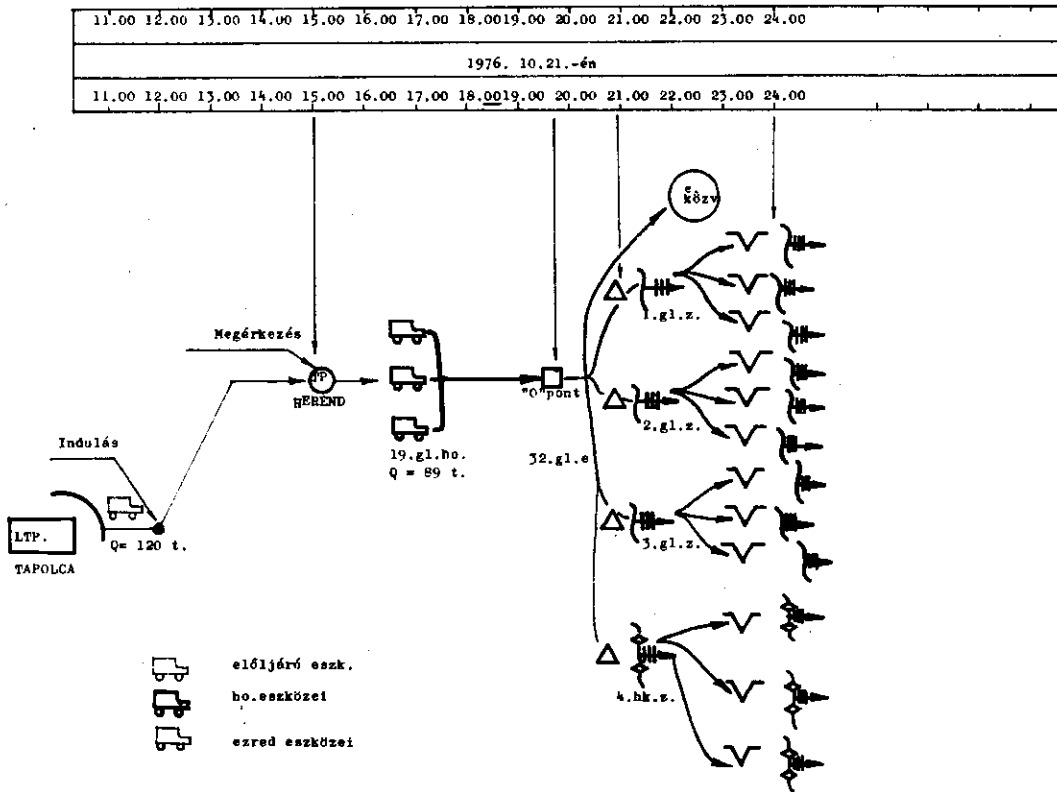 11.00 12.00 13.00 14.00 15.00 16.00 17.00 18.00 19.00 20.00 21.00 22.00 23.00 24.00
1976. 10.21.-én
11.00 12.00 13.00 14.00 15.00 16.00 17.00 18.00 19.00 20.00 21.00 22.00 23.00 24.00
e
közv
1.gl.z.
Megérkezés
HEREND
"O"pont
2.gl.z.
19.gl.ho.
Q = 89 t.
32.gl.e
Indulás
3.gl.z.
LTP.
Q= 120 t.
TAPOLCA
4.hk.z.
előljáró eszk.
ho.eszközei
ezred eszközei